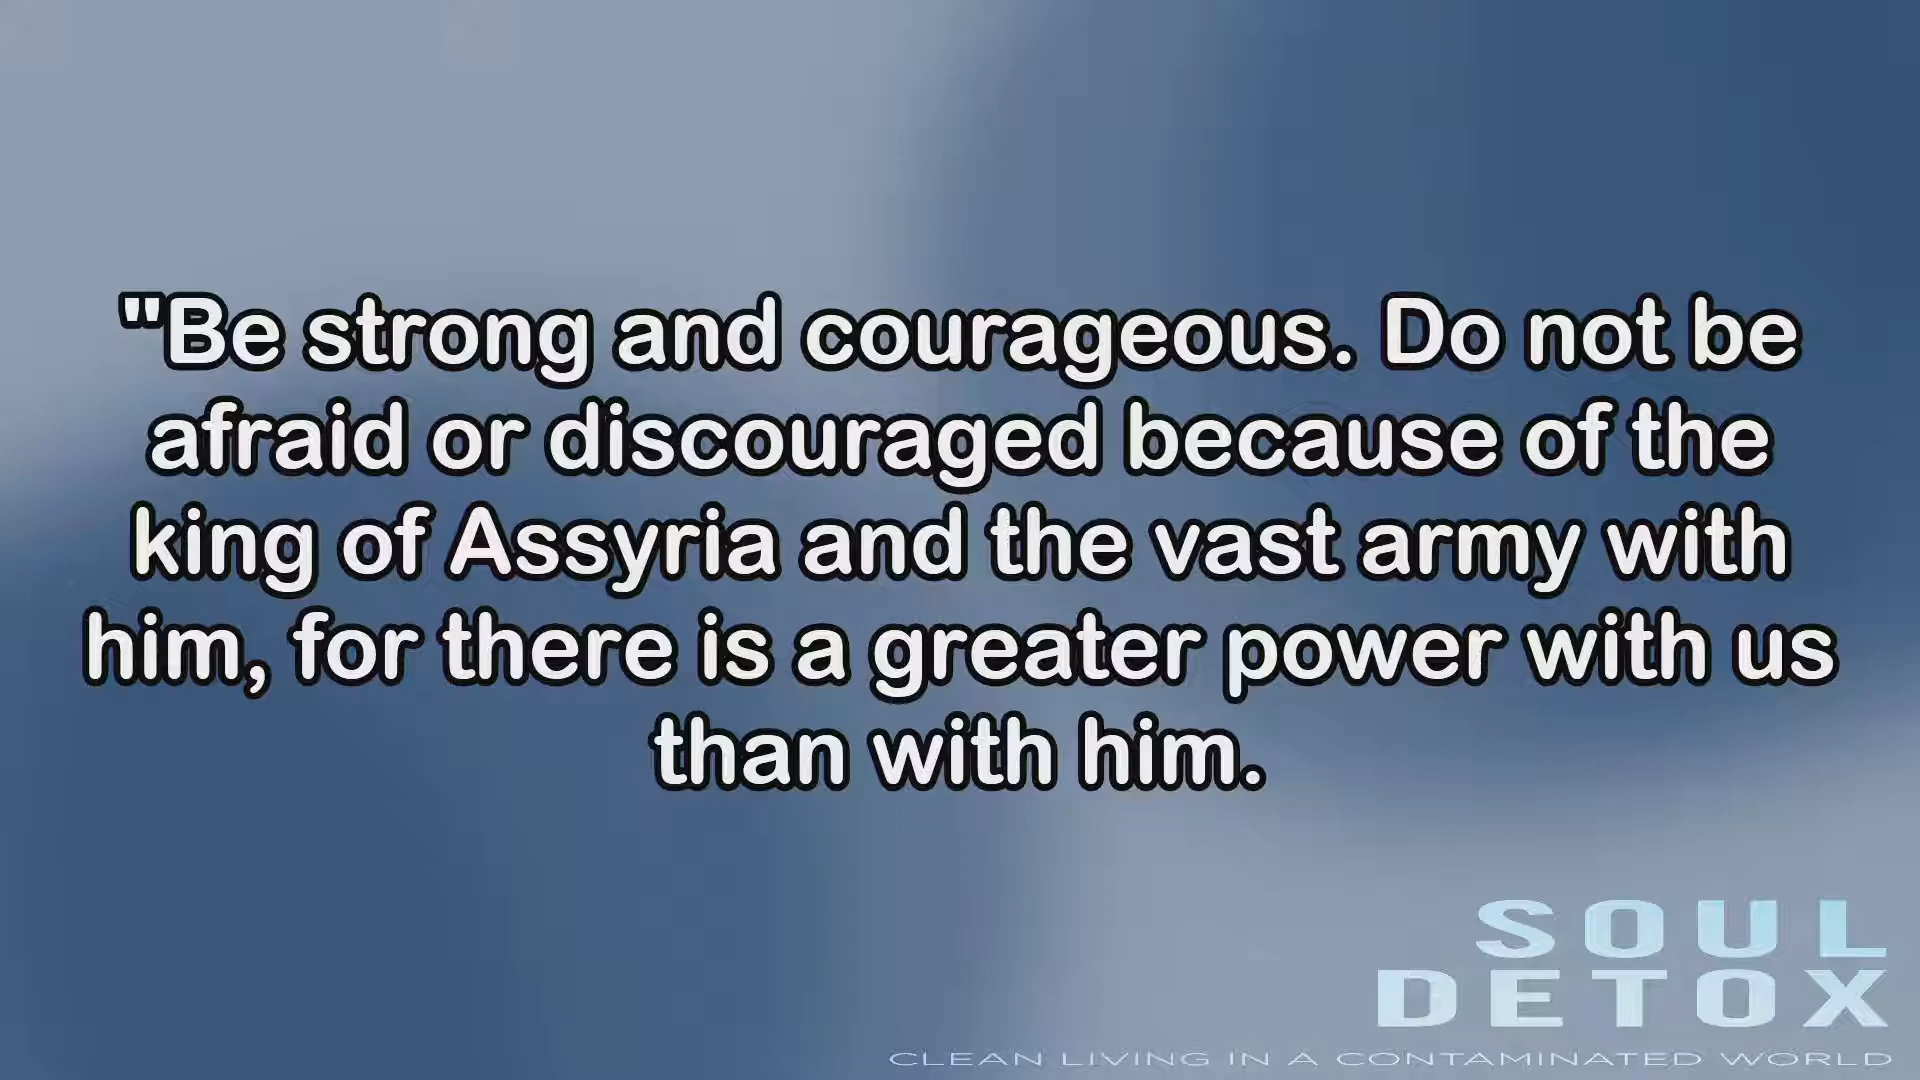 "Be strong and courageous. Do not be
afraid or discouraged because of the
king of Assyria and the vast army with
him, for there is a greater power with us
than with him.
SOUL
DETOX
CLEAN LIVING IN A CONTAMINATED WORLD